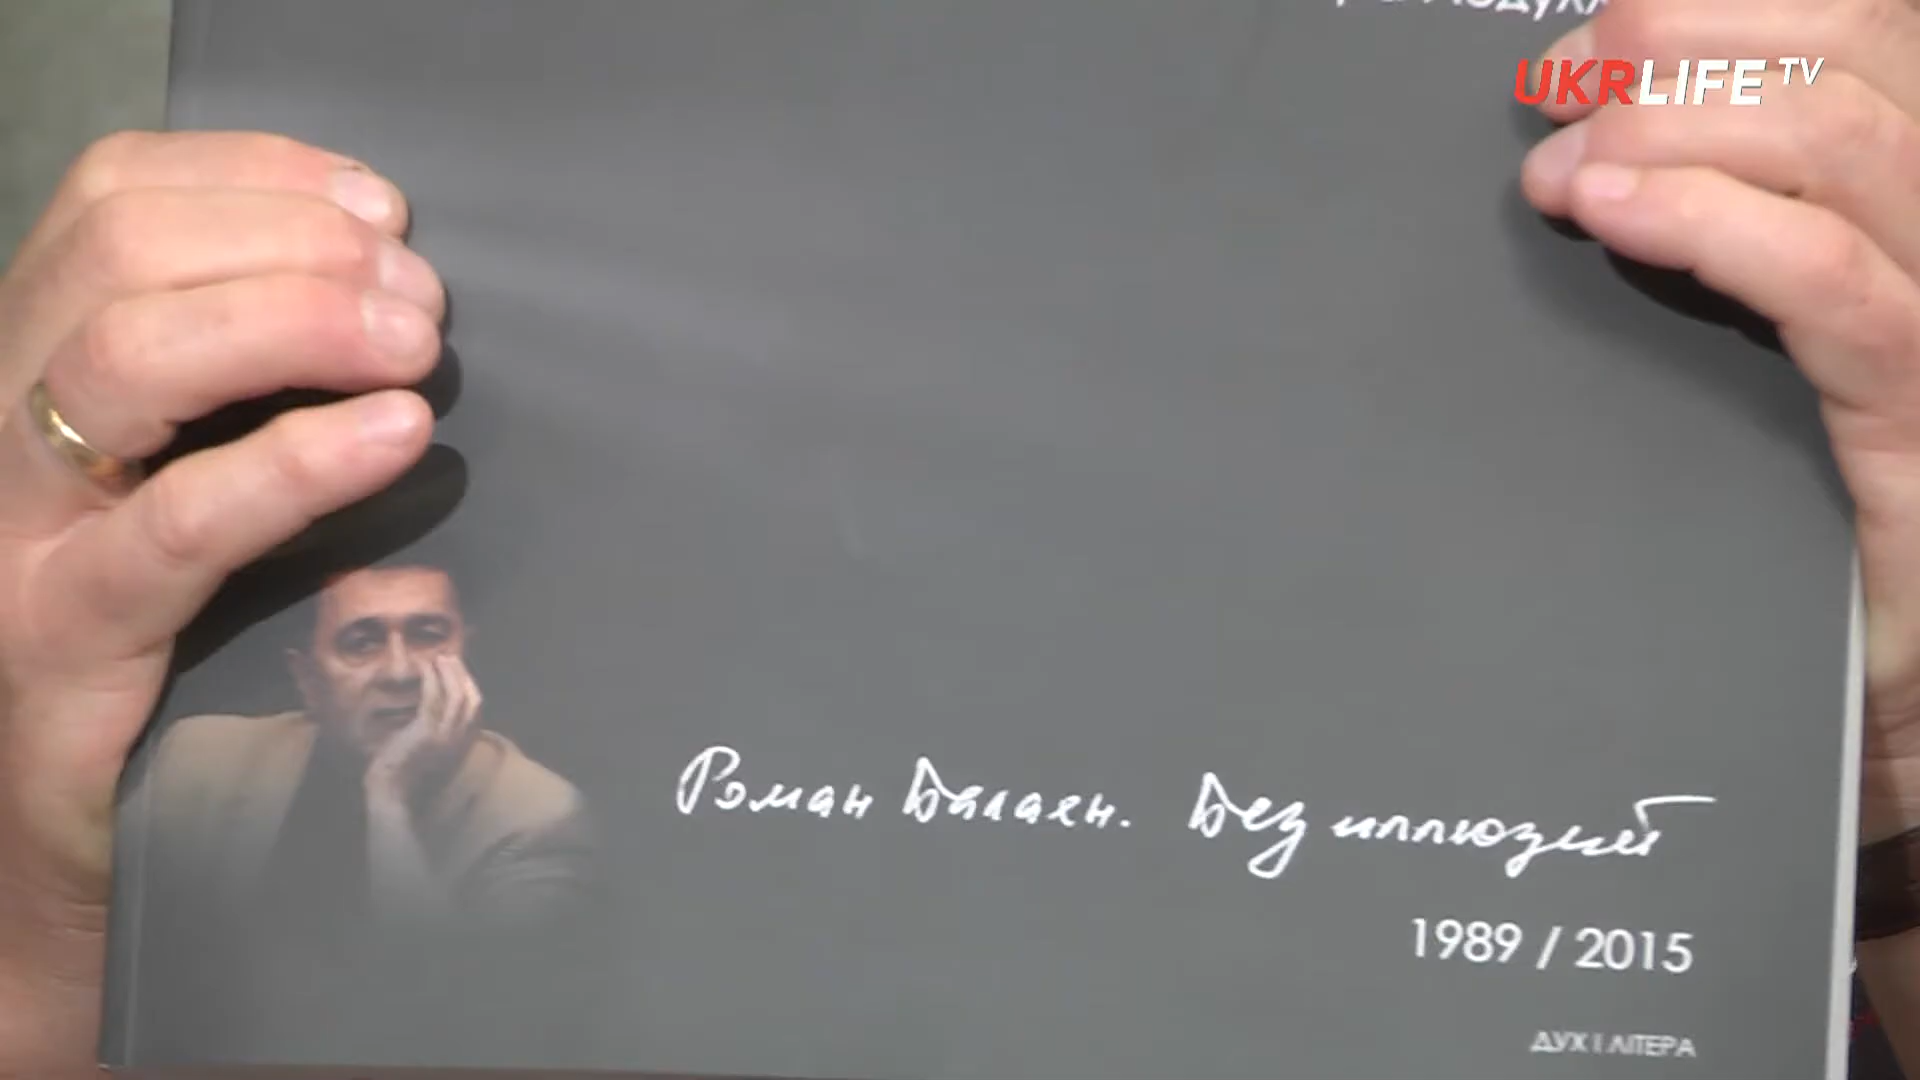 UKRLIFE TV
Роман Балаян. Без иллюзий
1989 / 2015
ДУХ І ЛІТЕРА